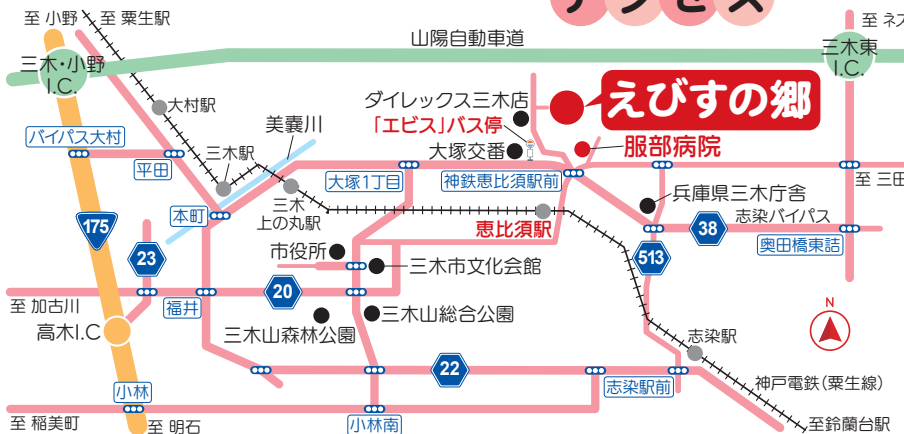 アクセス
至 小野
至 粟生駅
山陽自動車道
至 ネス
三木・小野
I.C.
三木東
I.C.
大村駅
美嚢川
ダイレックス三木店
えびすの郷
「エビス」バス停
バイパス大村
三木駅
大塚交番
服部病院
平田
大塚1丁目
神鉄恵比須駅前
至 三田
兵庫県三木庁舎
本町
三木
上の丸駅
恵比須駅
志染バイパス
175
38
奥田橋東詰
23
市役所
三木市文化会館
513
至 加古川
福井
20
高木I.C
三木山森林公園
三木山総合公園
N
志染駅
22
志染駅前
神戸電鉄(粟生線)
小林
至 稲美町
至 明石
小林南
至鈴蘭台駅